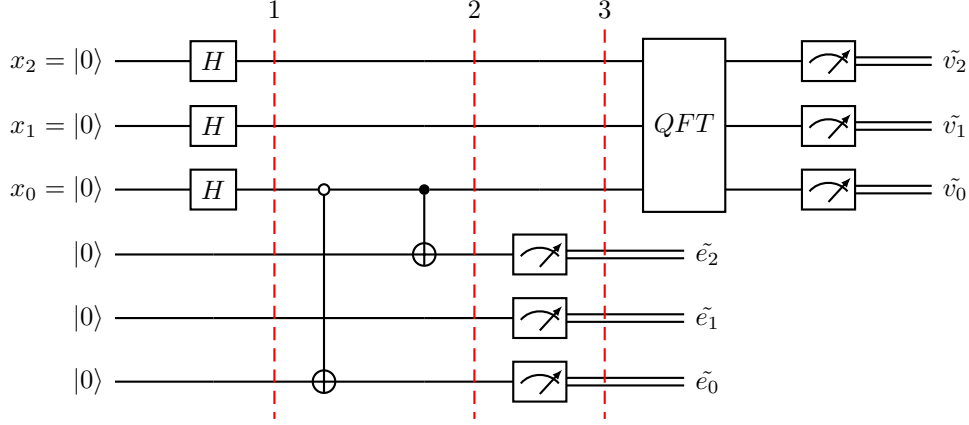 1 2 3
x₂ = |0⟩ H ṽ₂
x₁ = |0⟩ H QFT ṽ₁
x₀ = |0⟩ H ṽ₀
|0⟩ ẽ₂
|0⟩ ẽ₁
|0⟩ ẽ₀